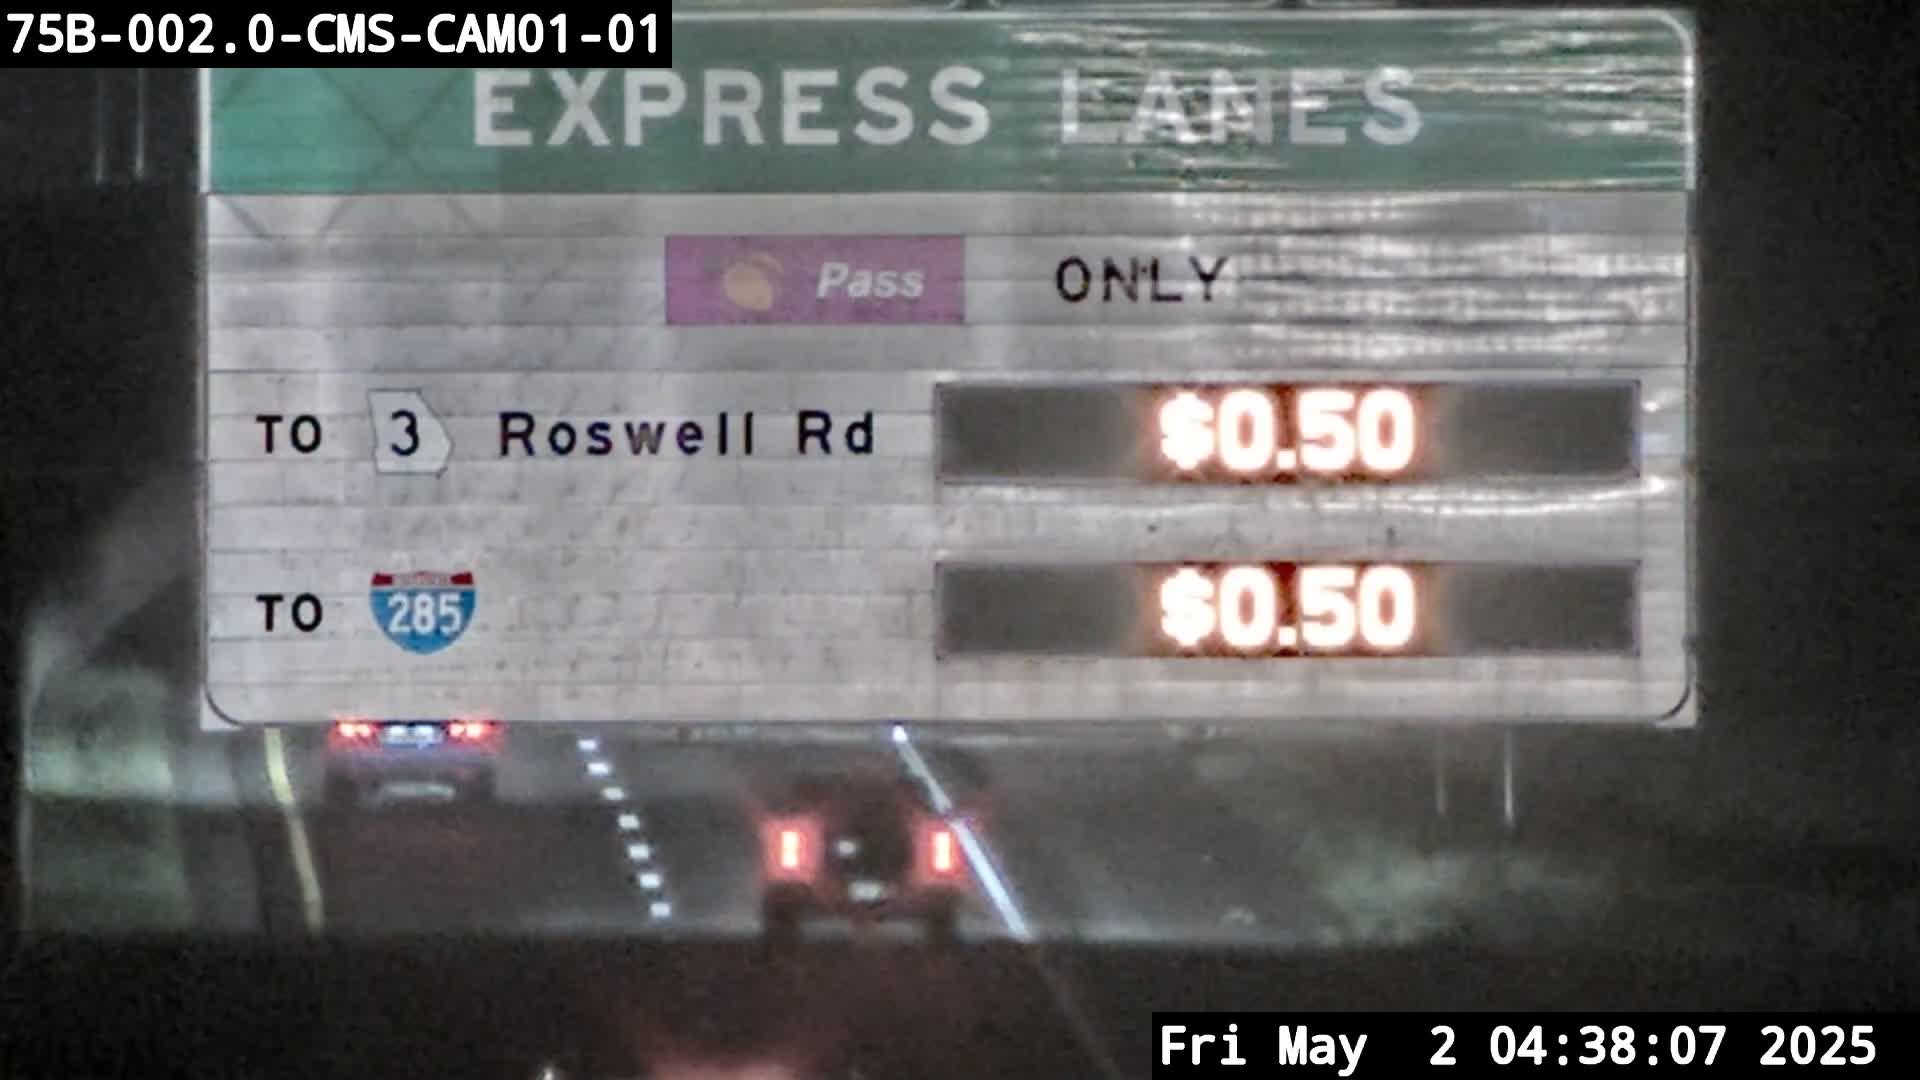 75B-002.0-CMS-CAM01-01
EXPRESS LANES
Pass ONLY
TO 3 Roswell Rd $0.50
TO 285 $0.50
Fri May 2 04:38:07 2025